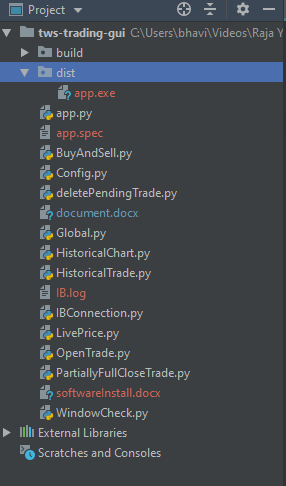 Project
tws-trading-gui C:\Users\bhavi\Videos\Raja Y
build
dist
app.exe
app.py
app.spec
BuyAndSell.py
Config.py
deletePendingTrade.py
document.docx
Global.py
HistoricalChart.py
HistoricalTrade.py
IB.log
IBConnection.py
LivePrice.py
OpenTrade.py
PartiallyFullCloseTrade.py
softwareInstall.docx
WindowCheck.py
External Libraries
Scratches and Consoles